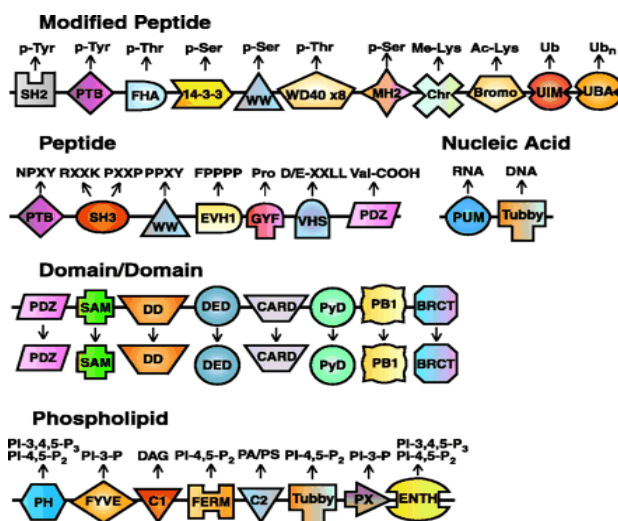 Modified Peptide
p-Tyr p-Tyr p-Thr p-Ser p-Ser p-Thr p-Ser Me-Lys Ac-Lys Ub Ubn
SH2 PTB FHA 14-3-3 WW WD40 x8 MH2 Chr Bromo UIM UBA
Peptide Nucleic Acid
NPXY RXXK PXXP PPXY FPPPP Pro D/E-XXLL Val-COOH RNA DNA
PTB SH3 WW EVH1 GYF VHS PDZ PUM Tubby
Domain/Domain
PDZ SAM DD DED CARD PyD PB1 BRCT
PDZ SAM DD DED CARD PyD PB1 BRCT
Phospholipid
PI-3,4,5-P3 PI-3,4,5-P3
PI-4,5-P2 PI-3-P DAG PI-4,5-P2 PA/PS PI-4,5-P2 PI-3-P PI-4,5-P2
PH FYVE C1 FERM C2 Tubby PX ENTH